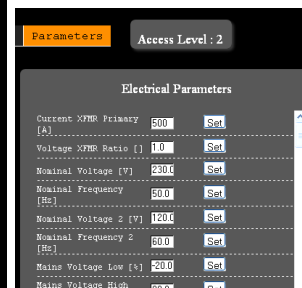 Parameters
Access Level : 2
Electrical Parameters
Current XFMR Primary [A] 500 Set
Voltage XFMR Ratio [] 1.0 Set
Nominal Voltage [V] 230.0 Set
Nominal Frequency [Hz] 50.0 Set
Nominal Voltage 2 [V] 120.0 Set
Nominal Frequency 2 [Hz] 60.0 Set
Mains Voltage Low [%] -20.0 Set
Mains Voltage High